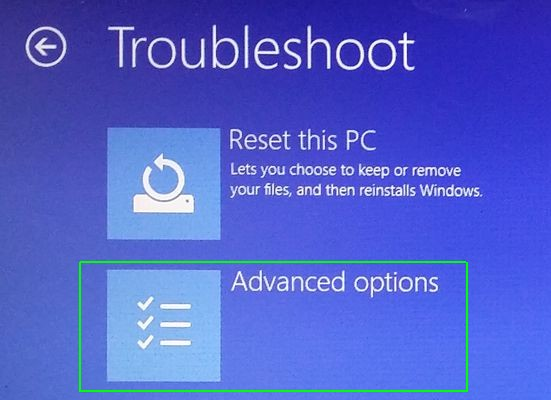 Troubleshoot
Reset this PC
Lets you choose to keep or remove
your files, and then reinstalls Windows.
Advanced options